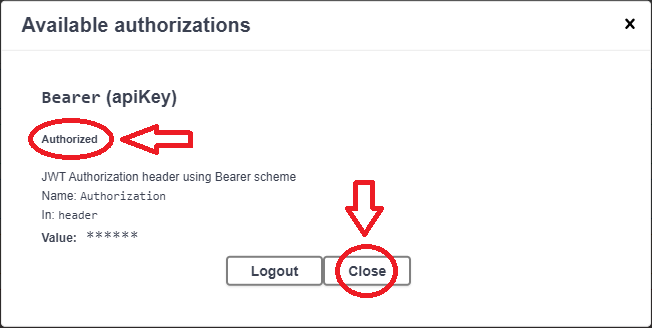 Available authorizations
×
Bearer (apiKey)
Authorized
JWT Authorization header using Bearer scheme
Name: Authorization
In: header
Value: ******
Logout Close